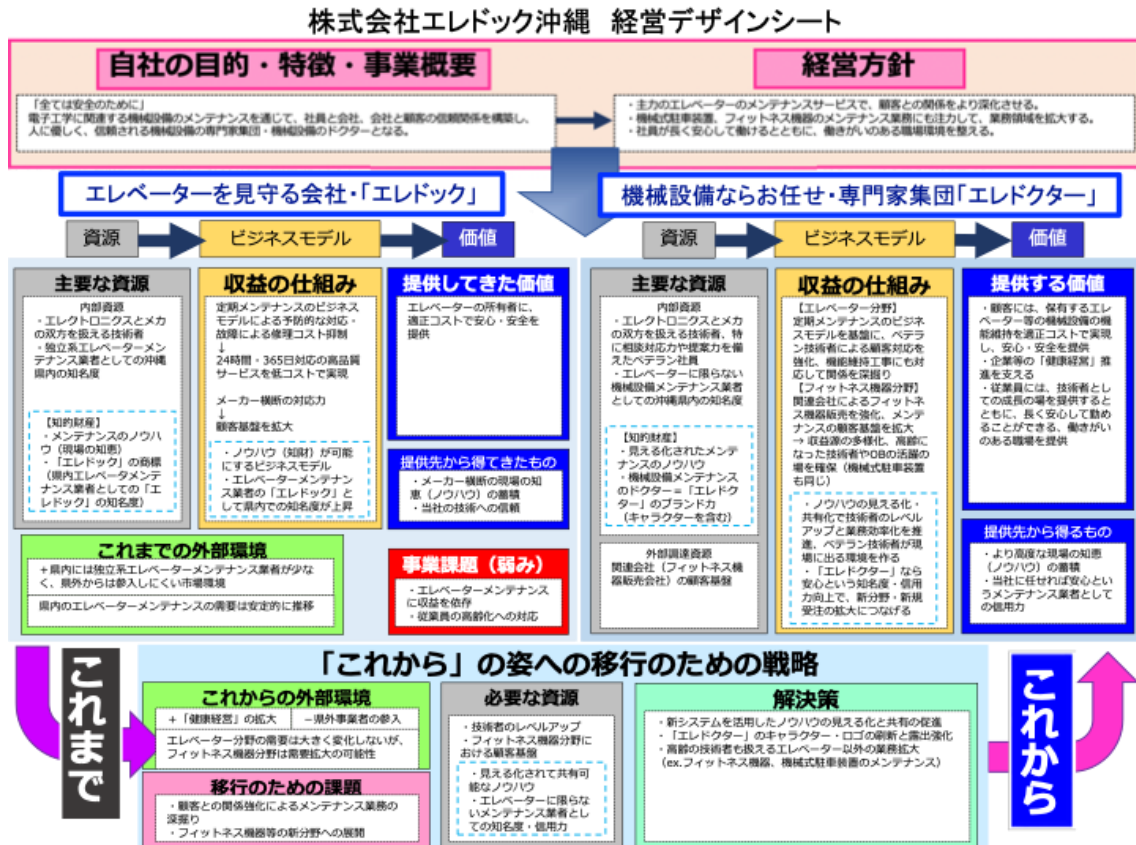 株式会社エレドック沖縄　経営デザインシート
自社の目的・特徴・事業概要
「全ては安全のために」
電子工学に関連する機械設備のメンテナンスを通じて、社員と会社、会社と顧客の信頼関係を構築し、
人に優しく、信頼される機械設備の専門家集団・機械設備のドクターとなる。
経営方針
・主力のエレベーターのメンテナンスサービスで、顧客との関係をより深化させる。
・機械式駐車装置、フィットネス機器のメンテナンス業務にも注力して、業務領域を拡大する。
・社員が長く安心して働けるとともに、働きがいのある職場環境を整える。
エレベーターを見守る会社・「エレドック」
資源
ビジネスモデル
価値
主要な資源
内部資源
・エレクトロニクスとメカ
の双方を扱える技術者
・独立系エレベーターメン
テナンス業者としての沖縄
県内の知名度
【知的財産】
・メンテナンスのノウハ
ウ（現場の知恵）
・「エレドック」の商標
（県内エレベータメンテ
ナンス業者としての「エ
レドック」の知名度）
収益の仕組み
定期メンテナンスのビジネス
モデルによる予防的な対応・
故障による修理コスト抑制
↓
24時間・365日対応の高品質
サービスを低コストで実現
メーカー横断の対応力
↓
顧客基盤を拡大
・ノウハウ（知財）が可能
にするビジネスモデル
・エレベーターメンテナン
ス業者の「エレドック」と
して県内での知名度が上昇
提供してきた価値
エレベーターの所有者に、
適正コストで安心・安全を
提供
提供先から得てきたもの
・メーカー横断の現場の知
恵（ノウハウ）の蓄積
・当社の技術への信頼
これまでの外部環境
＋県内には独立系エレベーターメンテナンス業者が少な
く、県外からは参入しにくい市場環境
県内のエレベーターメンテナンスの需要は安定的に推移
事業課題（弱み）
・エレベーターメンテナンス
に収益を依存
・従業員の高齢化への対応
機械設備ならお任せ・専門家集団「エレドクター」
資源
ビジネスモデル
価値
主要な資源
内部資源
・エレクトロニクスとメカ
の双方を扱える技術者、特
に相談対応力や提案力を備
えたベテラン社員
・エレベーターに限らない
機械設備メンテナンス業者
としての沖縄県内の知名度
【知的財産】
・見える化されたメンテ
ナンスのノウハウ
・機械設備メンテナンス
のドクター＝「エレドク
ター」のブランド力
（キャラクターを含む）
外部調達資源
関連会社（フィットネス機
器販売会社）の顧客基盤
収益の仕組み
【エレベーター分野】
定期メンテナンスのビジネ
スモデルを基盤に、ベテラ
ン技術者による顧客対応を
強化、機能維持工事にも対
応して関係を深掘り
【フィットネス機器分野】
関連会社によるフィットネ
ス機器販売を強化、メンテ
ナンスの顧客基盤を拡大
→ 収益源の多様化、高齢に
なった技術者やOBの活躍の
場を確保（機械式駐車装置
も同じ）
・ノウハウの見える化・
共有化で技術者のレベル
アップと業務効率化を推
進、ベテラン技術者が現
場に出る環境を作る
・「エレドクター」なら
安心という知名度・信用
力向上で、新分野・新規
受注の拡大につなげる
提供する価値
・顧客には、保有するエレ
ベーター等の機械設備の機
能維持を適正コストで実現
し、安心・安全を提供
・企業等の「健康経営」推
進を支える
・従業員には、技術者とし
ての成長の場を提供すると
ともに、長く安心して勤め
ることができる、働きがい
のある職場を提供
提供先から得るもの
・より高度な現場の知恵
（ノウハウ）の蓄積
・当社に任せれば安心とい
うメンテナンス業者として
の信用力
これまで
「これから」の姿への移行のための戦略
これからの外部環境
＋「健康経営」の拡大
－県外事業者の参入
エレベーター分野の需要は大きく変化しないが、
フィットネス機器分野は需要拡大の可能性
移行のための課題
・顧客との関係強化によるメンテナンス業務の
深掘り
・フィットネス機器等の新分野への展開
必要な資源
・技術者のレベルアップ
・フィットネス機器分野に
おける顧客基盤
・見える化されて共有可
能なノウハウ
・エレベーターに限らな
いメンテナンス業者とし
ての知名度・信用力
解決策
・新システムを活用したノウハウの見える化と共有の促進
・「エレドクター」のキャラクター・ロゴの刷新と露出強化
・高齢の技術者も扱えるエレベーター以外の業務拡大
（ex.フィットネス機器、機械式駐車装置のメンテナンス）
これから